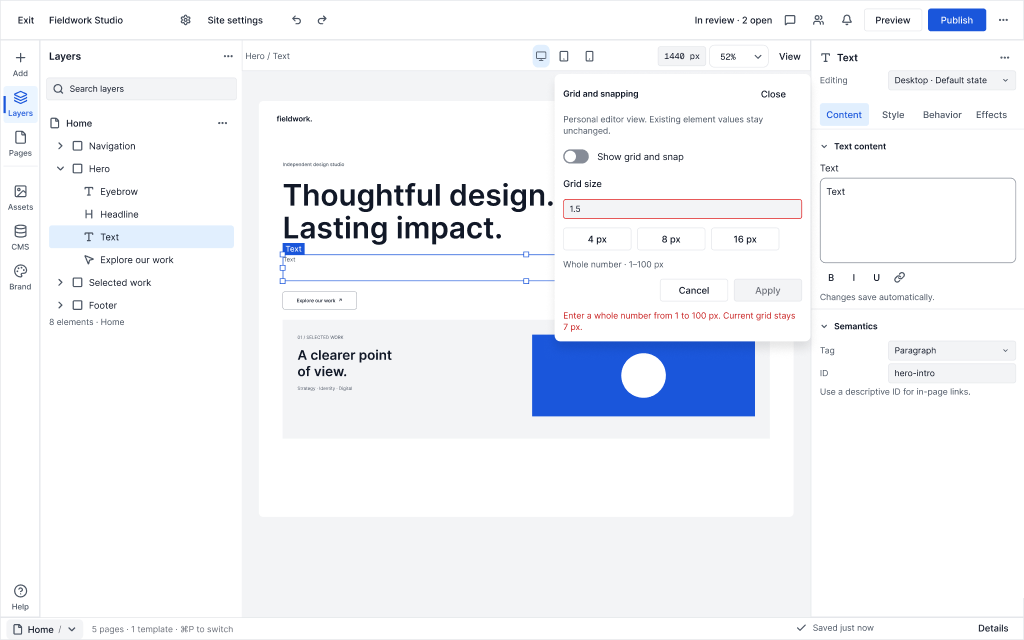 Exit
Fieldwork Studio
Site settings
In review · 2 open
Preview
Publish
Add
Layers
Pages
Assets
CMS
Brand
Help
Layers
Search layers
Home
Navigation
Hero
Eyebrow
Headline
Text
Explore our work
Selected work
Footer
8 elements · Home
Hero / Text
1440 px
52%
View
fieldwork.
Independent design studio
Thoughtful design.
Lasting impact.
Text
Text
Explore our work ↗
01 / SELECTED WORK
A clearer point
of view.
Strategy · Identity · Digital
Grid and snapping
Close
Personal editor view. Existing element values stay
unchanged.
Show grid and snap
Grid size
1.5
4 px
8 px
16 px
Whole number · 1–100 px
Cancel
Apply
Enter a whole number from 1 to 100 px. Current grid stays
7 px.
Text
Editing
Desktop · Default state
Content
Style
Behavior
Effects
Text content
Text
Text
B
I
U
Changes save automatically.
Semantics
Tag
Paragraph
ID
hero-intro
Use a descriptive ID for in-page links.
Home /
5 pages · 1 template · ⌘P to switch
Saved just now
Details